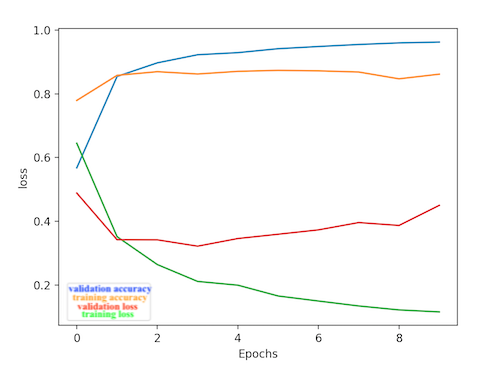 1.0
0.8
0.6
0.4
0.2
loss
validation accuracy
training accuracy
validation loss
training loss
0 2 4 6 8
Epochs